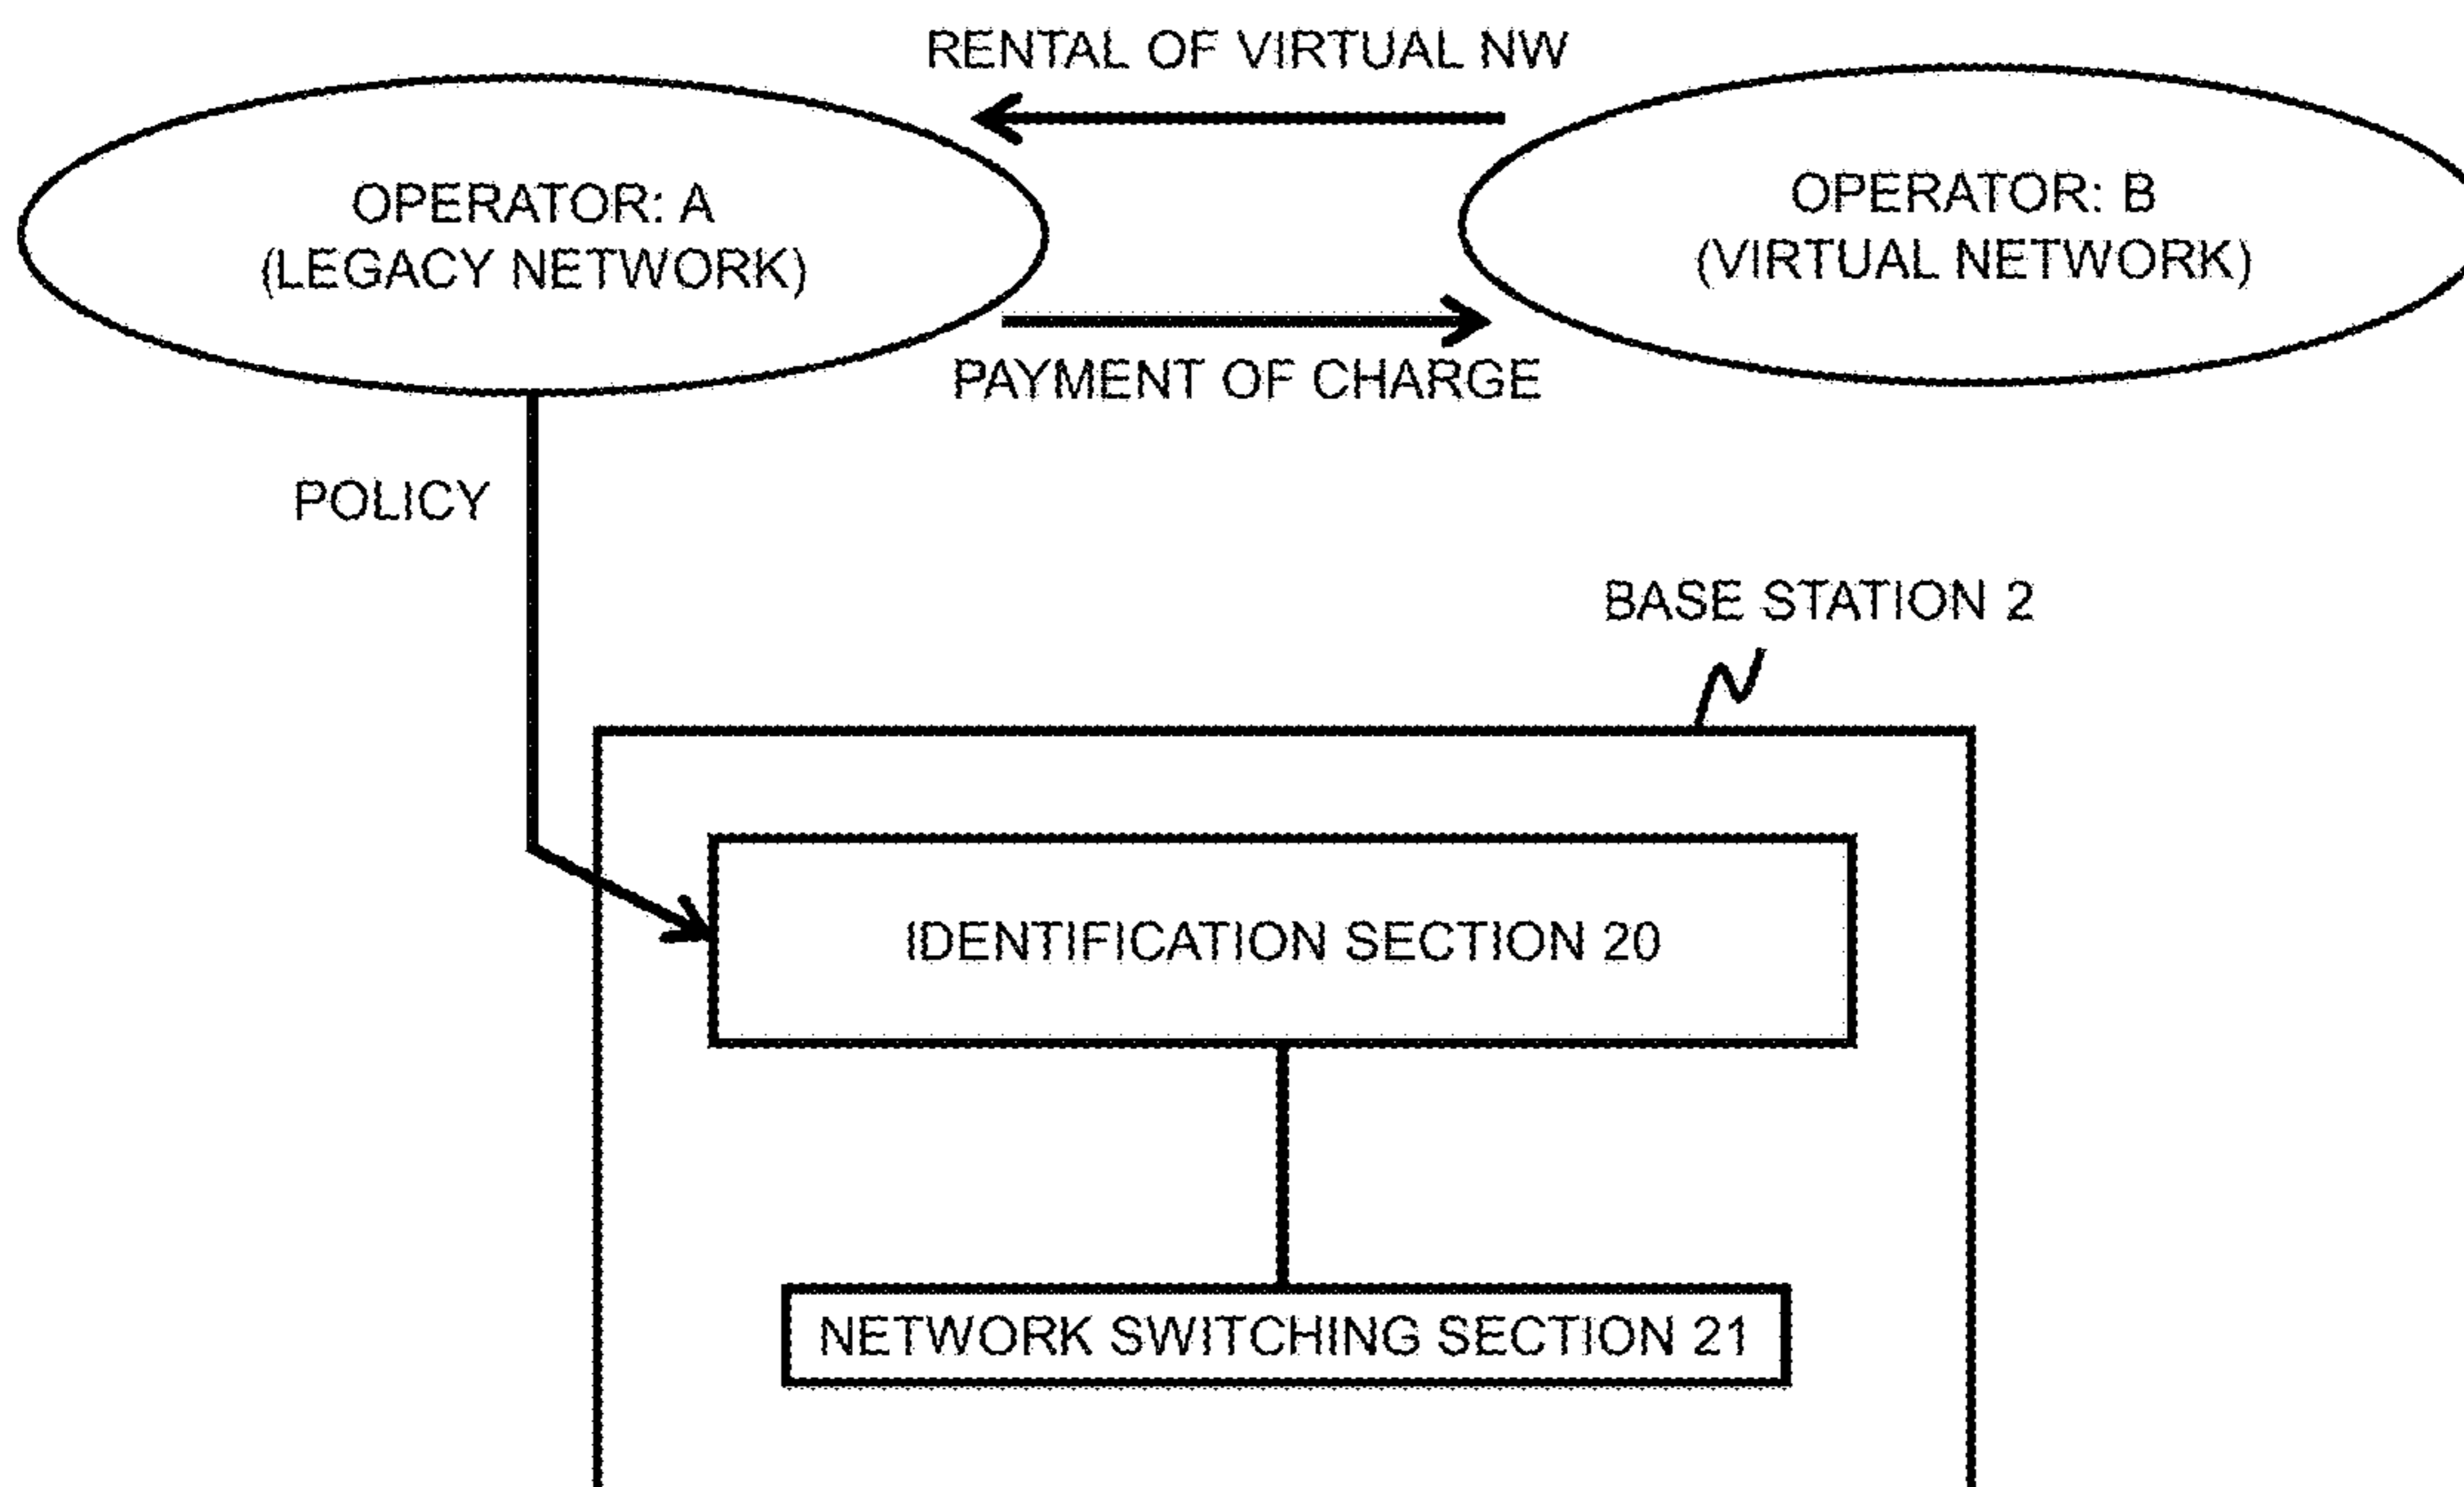 RENTAL OF VIRTUAL NW
OPERATOR: A
(LEGACY NETWORK)
OPERATOR: B
(VIRTUAL NETWORK)
PAYMENT OF CHARGE
POLICY
BASE STATION 2
IDENTIFICATION SECTION 20
NETWORK SWITCHING SECTION 21